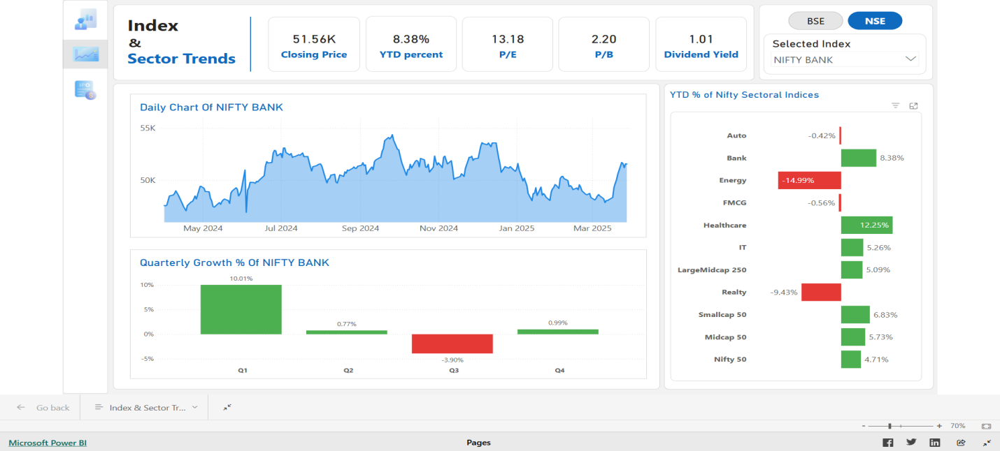 Index
&
Sector Trends
51.56K
Closing Price
8.38%
YTD percent
13.18
P/E
2.20
P/B
1.01
Dividend Yield
BSE
NSE
Selected Index
NIFTY BANK
IPO
$
Daily Chart Of NIFTY BANK
55K
50K
May 2024
Jul 2024
Sep 2024
Nov 2024
Jan 2025
Mar 2025
Quarterly Growth % Of NIFTY BANK
10%
5%
0%
-5%
10.01%
0.77%
-3.90%
0.99%
Q1
Q2
Q3
Q4
YTD % of Nifty Sectoral Indices
Auto -0.42%
Bank 8.38%
Energy -14.99%
FMCG -0.56%
Healthcare 12.25%
IT 5.26%
LargeMidcap 250 5.09%
Realty -9.43%
Smallcap 50 6.83%
Midcap 50 5.73%
Nifty 50 4.71%
Go back
Index & Sector Tr...
- + 70%
Microsoft Power BI
Pages